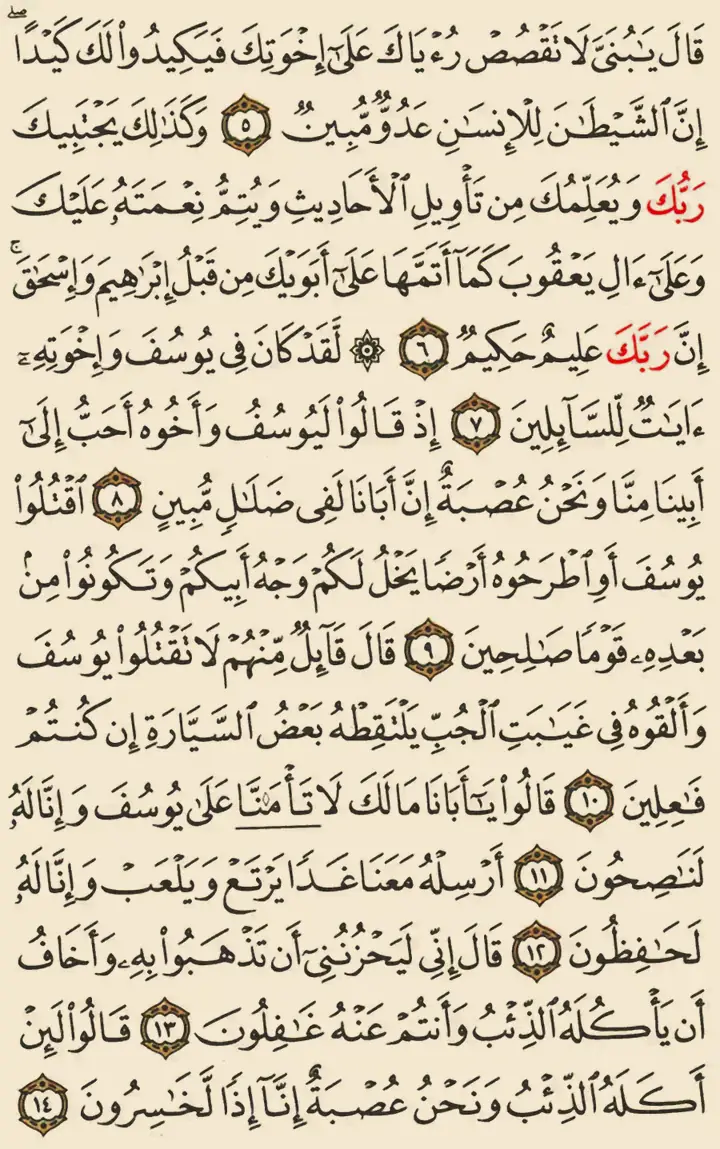 قَالَ يَٰبُنَيَّ لَا تَقۡصُصۡ رُءۡيَاكَ عَلَىٰٓ إِخۡوَتِكَ فَيَكِيدُواْ لَكَ كَيۡدًاۖ
إِنَّ ٱلشَّيۡطَٰنَ لِلۡإِنسَٰنِ عَدُوّٞ مُّبِينٞ ٥ وَكَذَٰلِكَ يَجۡتَبِيكَ
رَبُّكَ وَيُعَلِّمُكَ مِن تَأۡوِيلِ ٱلۡأَحَادِيثِ وَيُتِمُّ نِعۡمَتَهُۥ عَلَيۡكَ
وَعَلَىٰٓ ءَالِ يَعۡقُوبَ كَمَآ أَتَمَّهَا عَلَىٰٓ أَبَوَيۡكَ مِن قَبۡلُ إِبۡرَٰهِيمَ وَإِسۡحَٰقَۚ
إِنَّ رَبَّكَ عَلِيمٌ حَكِيمٞ ٦ ۞ لَّقَدۡ كَانَ فِي يُوسُفَ وَإِخۡوَتِهِۦٓ
ءَايَٰتٞ لِّلسَّآئِلِينَ ٧ إِذۡ قَالُواْ لَيُوسُفُ وَأَخُوهُ أَحَبُّ إِلَىٰٓ
أَبِينَا مِنَّا وَنَحۡنُ عُصۡبَةٌ إِنَّ أَبَانَا لَفِي ضَلَٰلٖ مُّبِينٍ ٨ ٱقۡتُلُواْ
يُوسُفَ أَوِ ٱطۡرَحُوهُ أَرۡضٗا يَخۡلُ لَكُمۡ وَجۡهُ أَبِيكُمۡ وَتَكُونُواْ مِنۢ
بَعۡدِهِۦ قَوۡمٗا صَٰلِحِينَ ٩ قَالَ قَآئِلٞ مِّنۡهُمۡ لَا تَقۡتُلُواْ يُوسُفَ
وَأَلۡقُوهُ فِي غَيَٰبَتِ ٱلۡجُبِّ يَلۡتَقِطۡهُ بَعۡضُ ٱلسَّيَّارَةِ إِن كُنتُمۡ
فَٰعِلِينَ ١٠ قَالُواْ يَٰٓأَبَانَا مَا لَكَ لَا تَأۡمَ۬نَّا عَلَىٰ يُوسُفَ وَإِنَّا لَهُۥ
لَنَٰصِحُونَ ١١ أَرۡسِلۡهُ مَعَنَا غَدٗا يَرۡتَعۡ وَيَلۡعَبۡ وَإِنَّا لَهُۥ
لَحَٰفِظُونَ ١٢ قَالَ إِنِّي لَيَحۡزُنُنِيٓ أَن تَذۡهَبُواْ بِهِۦ وَأَخَافُ
أَن يَأۡكُلَهُ ٱلذِّئۡبُ وَأَنتُمۡ عَنۡهُ غَٰفِلُونَ ١٣ قَالُواْ لَئِنۡ
أَكَلَهُ ٱلذِّئۡبُ وَنَحۡنُ عُصۡبَةٌ إِنَّآ إِذٗا لَّخَٰسِرُونَ ١٤